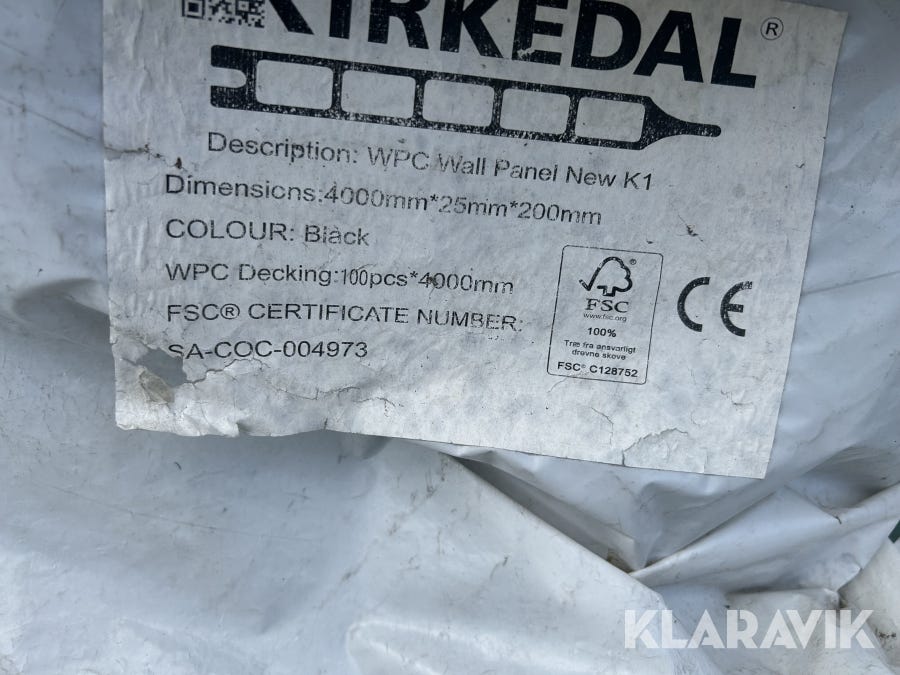 KIRKEDAL®
Description: WPC Wall Panel New K1
Dimensions:4000mm*25mm*200mm
COLOUR: Black
WPC Decking:100pcs*4000mm
FSC® CERTIFICATE NUMBER:
SA-COC-004973
FSC
www.fsc.org
100%
Træ fra ansvarligt
drevne skove
FSC® C128752
CE
KLARAVIK